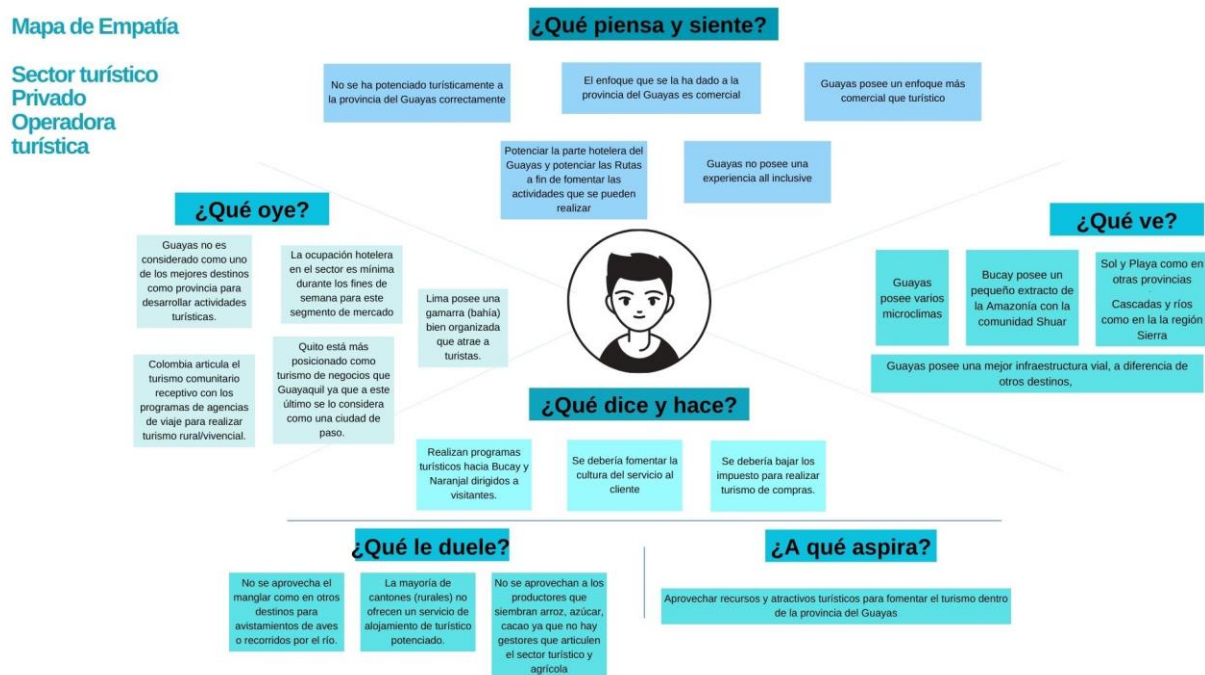 Mapa de Empatía
Sector turístico
Privado
Operadora
turística
¿Qué piensa y siente?
No se ha potenciado turísticamente a
la provincia del Guayas correctamente
El enfoque que se la ha dado a la
provincia del Guayas es comercial
Guayas posee un enfoque más
comercial que turístico
Potenciar la parte hotelera del
Guayas y potenciar las Rutas
a fin de fomentar las
actividades que se pueden
realizar
Guayas no posee una
experiencia all inclusive
¿Qué oye?
Guayas no es
considerado como uno
de los mejores destinos
como provincia para
desarrollar actividades
turísticas.
La ocupación hotelera
en el sector es mínima
durante los fines de
semana para este
segmento de mercado
Lima posee una
gamarra (bahía)
bien organizada
que atrae a
turistas.
Colombia articula el
turismo comunitario
receptivo con los
programas de agencias
de viaje para realizar
turismo rural/vivencial.
Quito está más
posicionado como
turismo de negocios que
Guayaquil ya que a este
último se lo considera
como una ciudad de
paso.
¿Qué ve?
Guayas
posee varios
microclimas
Bucay posee un
pequeño extracto de
la Amazonía con la
comunidad Shuar
Sol y Playa como en
otras provincias
Cascadas y ríos
como en la la región
Sierra
Guayas posee una mejor infraestructura vial, a diferencia de
otros destinos,
¿Qué dice y hace?
Realizan programas
turísticos hacia Bucay y
Naranjal dirigidos a
visitantes.
Se debería fomentar la
cultura del servicio al
cliente
Se debería bajar los
impuesto para realizar
turismo de compras.
¿Qué le duele?
No se aprovecha el
manglar como en otros
destinos para
avistamientos de aves
o recorridos por el río.
La mayoría de
cantones (rurales) no
ofrecen un servicio de
alojamiento de turístico
potenciado.
No se aprovechan a los
productores que
siembran arroz, azúcar,
cacao ya que no hay
gestores que articulen
el sector turístico y
agrícola
¿A qué aspira?
Aprovechar recursos y atractivos turísticos para fomentar el turismo dentro
de la provincia del Guayas